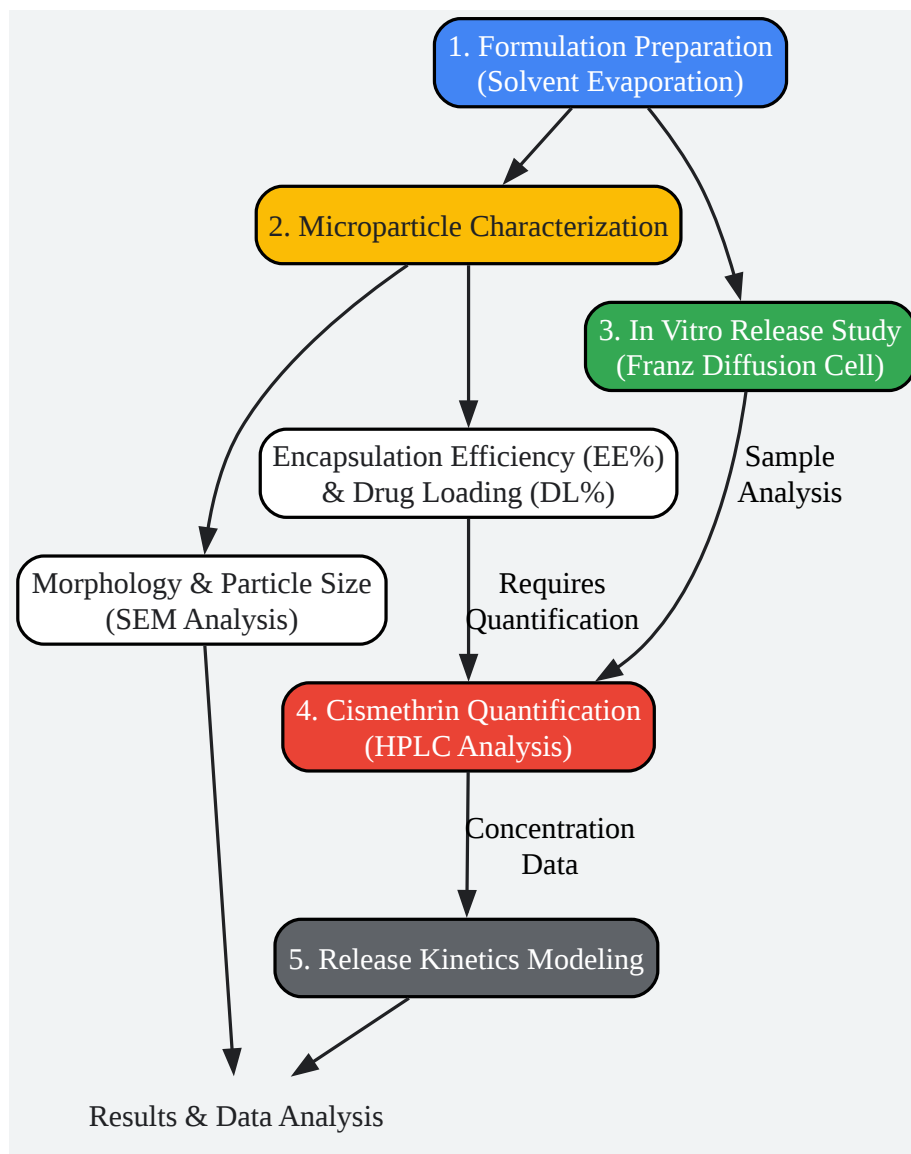 1. Formulation Preparation
(Solvent Evaporation)
2. Microparticle Characterization
3. In Vitro Release Study
(Franz Diffusion Cell)
Encapsulation Efficiency (EE%)
& Drug Loading (DL%)
Sample
Analysis
Morphology & Particle Size
(SEM Analysis)
Requires
Quantification
4. Cismethrin Quantification
(HPLC Analysis)
Concentration
Data
5. Release Kinetics Modeling
Results & Data Analysis